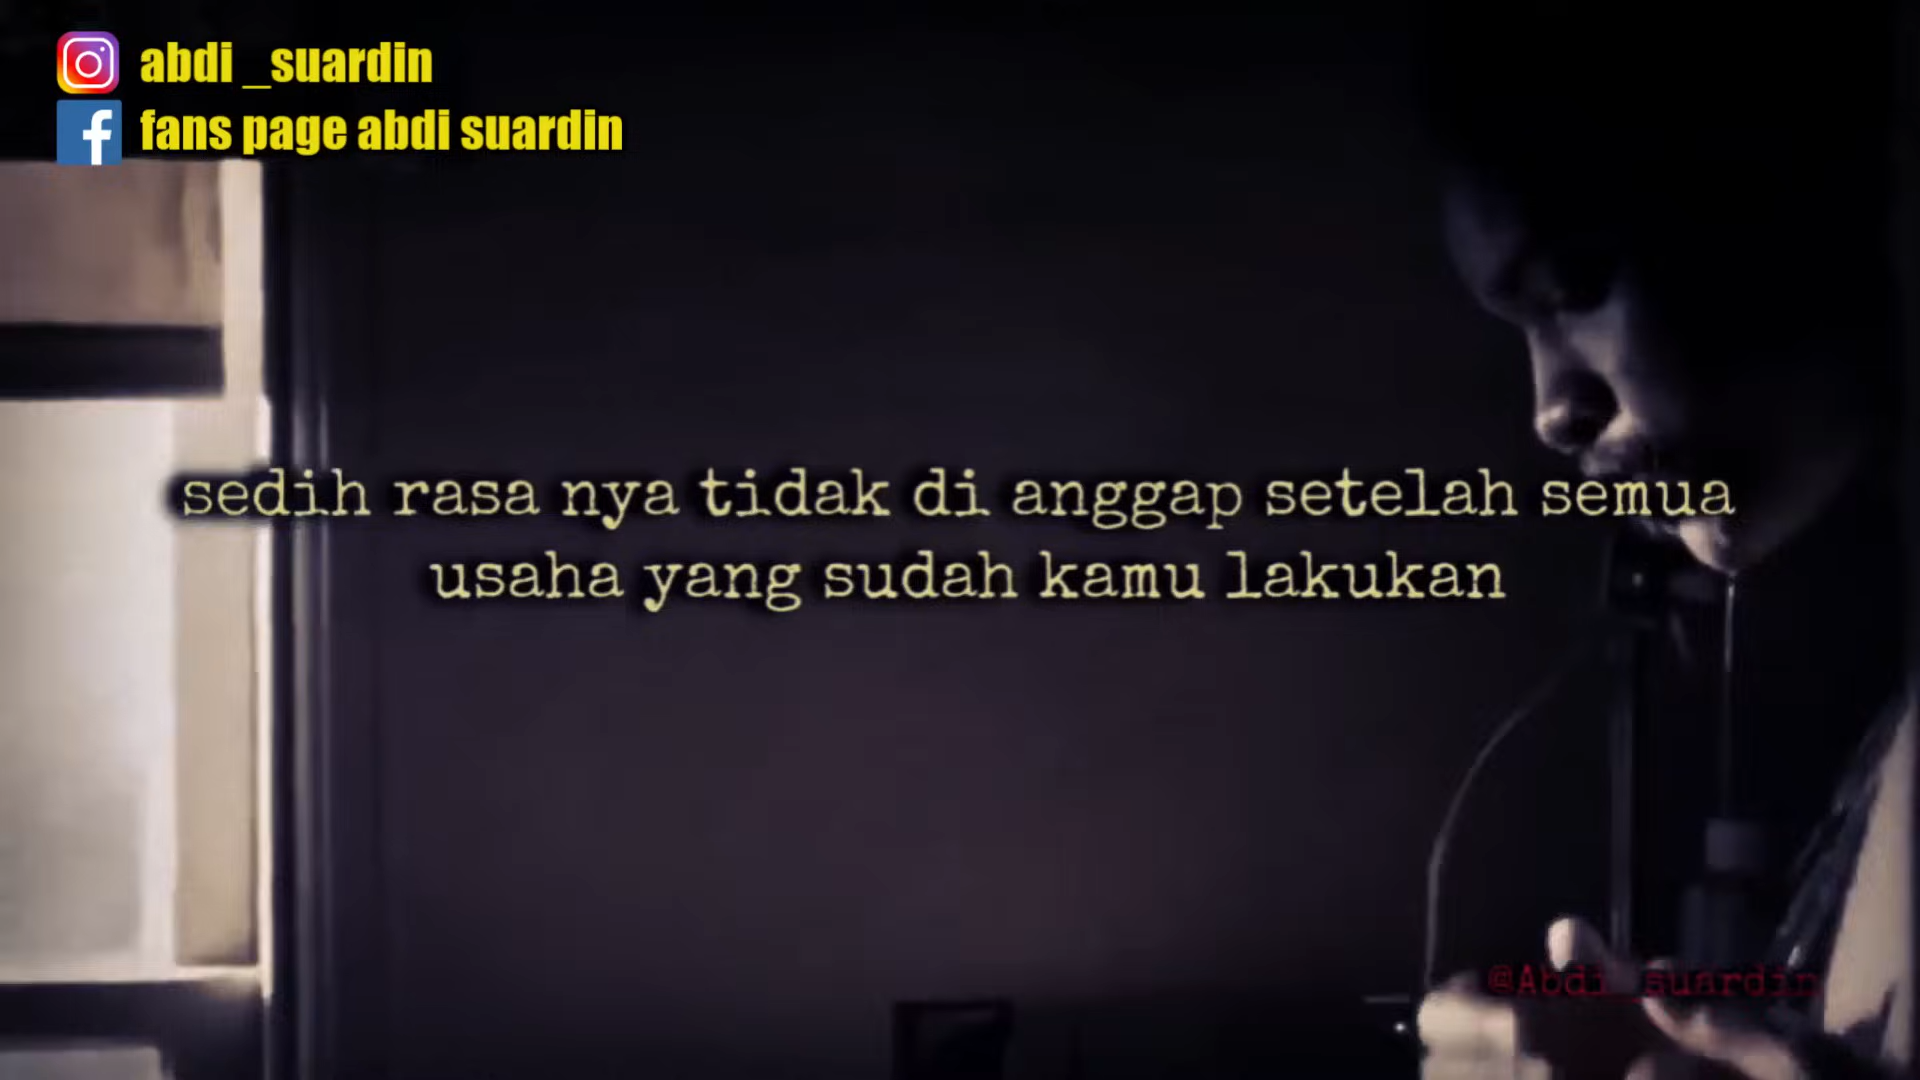 abdi _suardin
fans page abdi suardin
sedih rasa nya tidak di anggap setelah semua
usaha yang sudah kamu lakukan
@Abdi_suardin